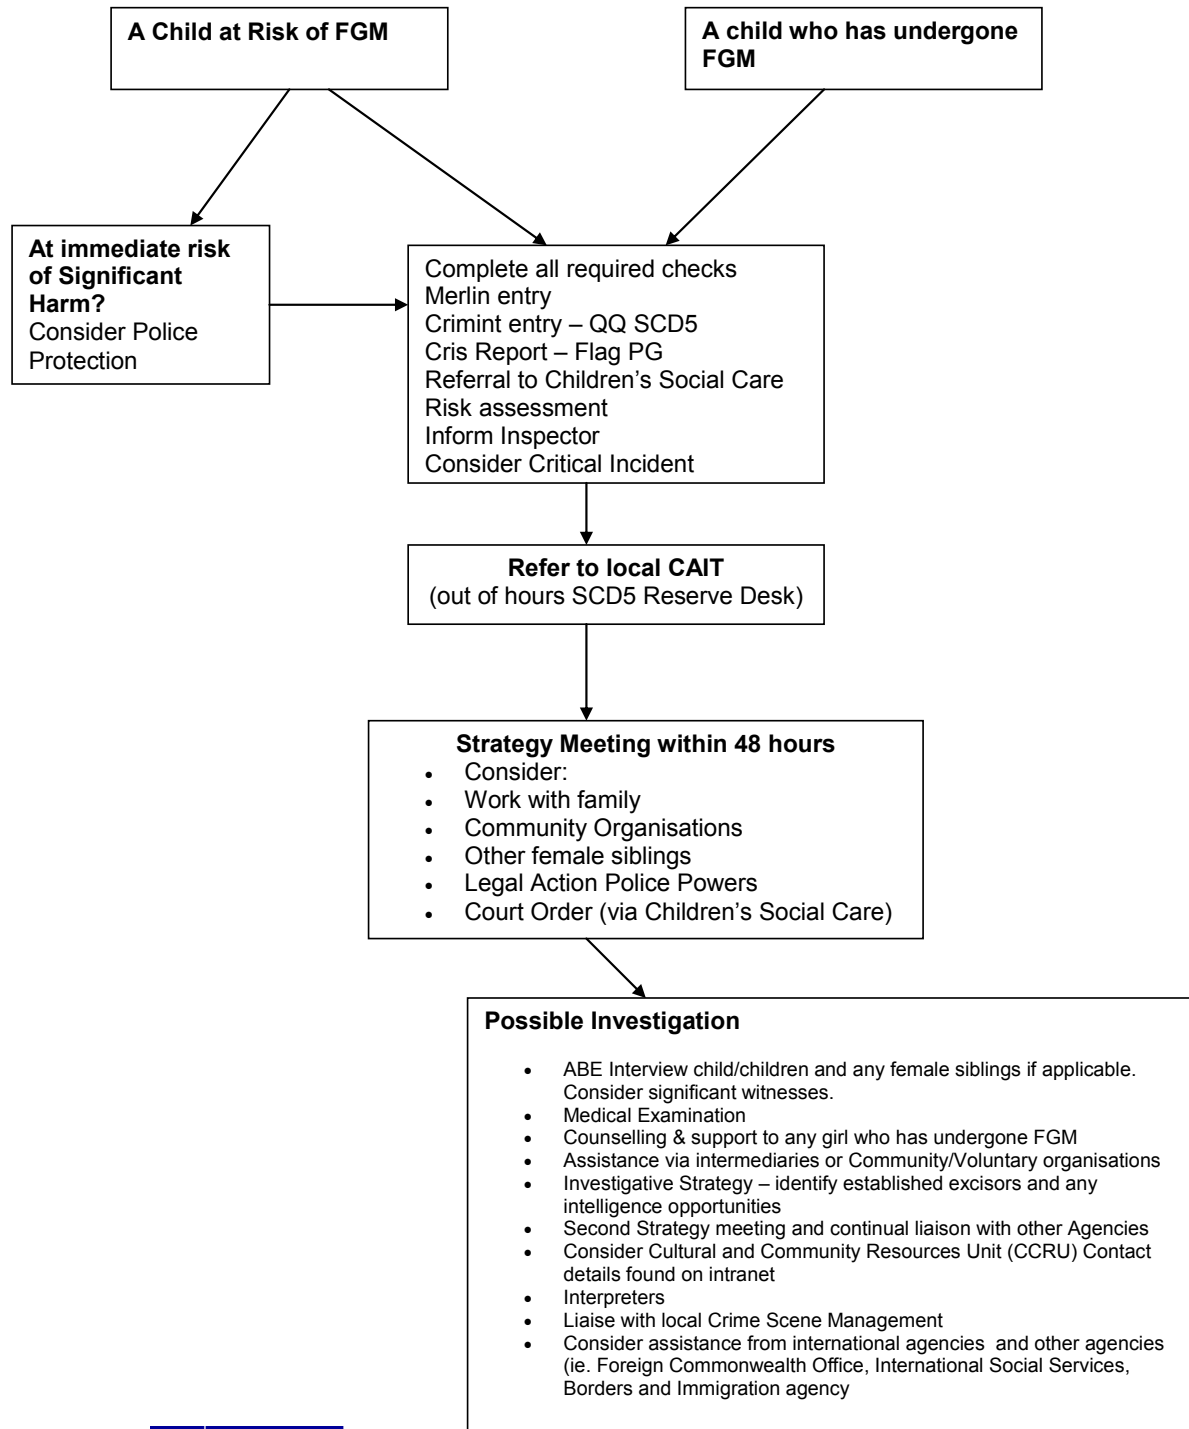 A Child at Risk of FGM
A child who has undergone
FGM
At immediate risk
of Significant
Harm?
Consider Police
Protection
Complete all required checks
Merlin entry
Crimint entry – QQ SCD5
Cris Report – Flag PG
Referral to Children’s Social Care
Risk assessment
Inform Inspector
Consider Critical Incident
Refer to local CAIT
(out of hours SCD5 Reserve Desk)
Strategy Meeting within 48 hours
• Consider:
• Work with family
• Community Organisations
• Other female siblings
• Legal Action Police Powers
• Court Order (via Children’s Social Care)
Possible Investigation
• ABE Interview child/children and any female siblings if applicable.
Consider significant witnesses.
• Medical Examination
• Counselling & support to any girl who has undergone FGM
• Assistance via intermediaries or Community/Voluntary organisations
• Investigative Strategy – identify established excisors and any
intelligence opportunities
• Second Strategy meeting and continual liaison with other Agencies
• Consider Cultural and Community Resources Unit (CCRU) Contact
details found on intranet
• Interpreters
• Liaise with local Crime Scene Management
• Consider assistance from international agencies and other agencies
(ie. Foreign Commonwealth Office, International Social Services,
Borders and Immigration agency